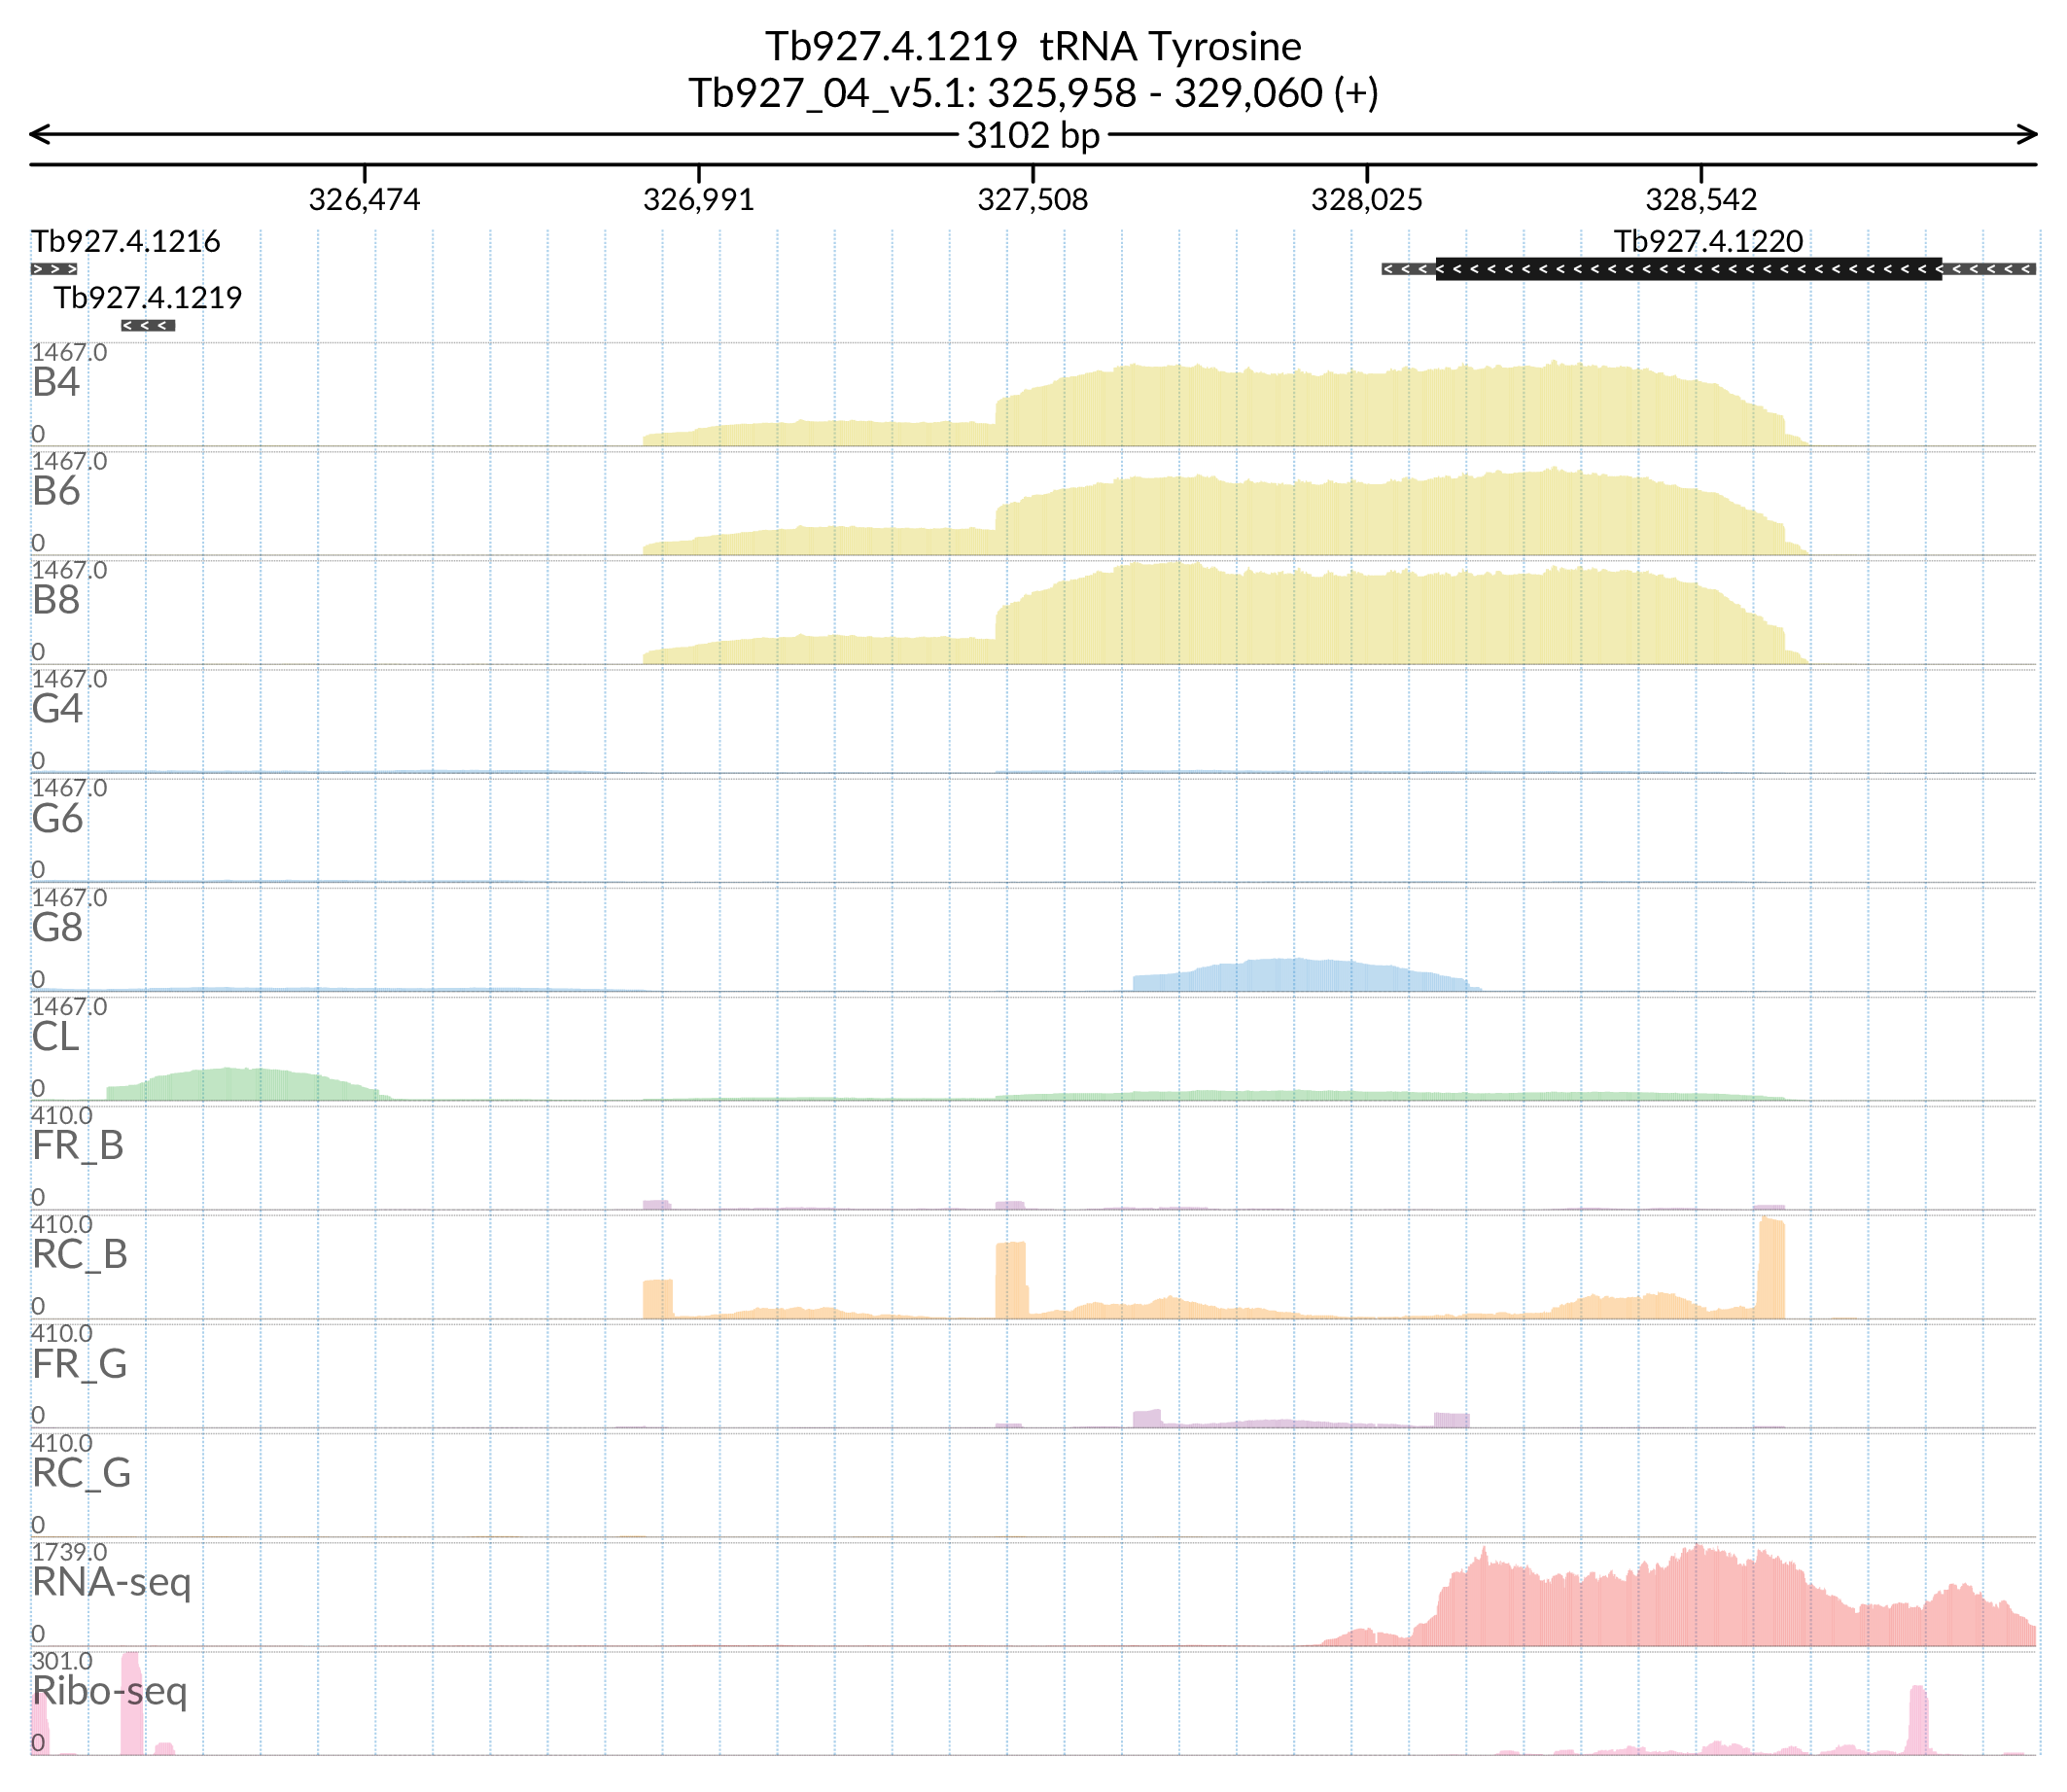 Tb927.4.1219 tRNA Tyrosine
Tb927_04_v5.1: 325,958 - 329,060 (+)
3102 bp
326,474 326,991 327,508 328,025 328,542
Tb927.4.1216 Tb927.4.1220
Tb927.4.1219
1467.0
B4
0
1467.0
B6
0
1467.0
B8
0
1467.0
G4
0
1467.0
G6
0
1467.0
G8
0
1467.0
CL
0
410.0
FR_B
0
410.0
RC_B
0
410.0
FR_G
0
410.0
RC_G
0
1739.0
RNA-seq
0
301.0
Ribo-seq
0